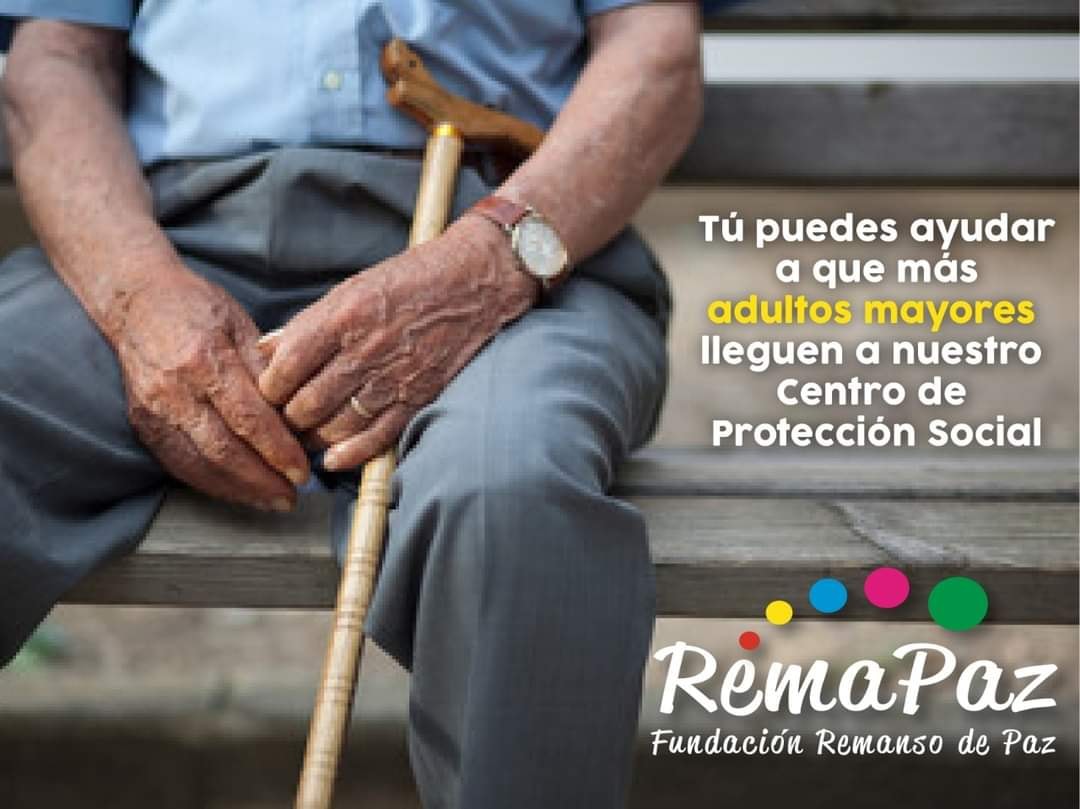 Tú puedes ayudar
a que más
adultos mayores
lleguen a nuestro
Centro de
Protección Social
RemaPaz
Fundación Remanso de Paz